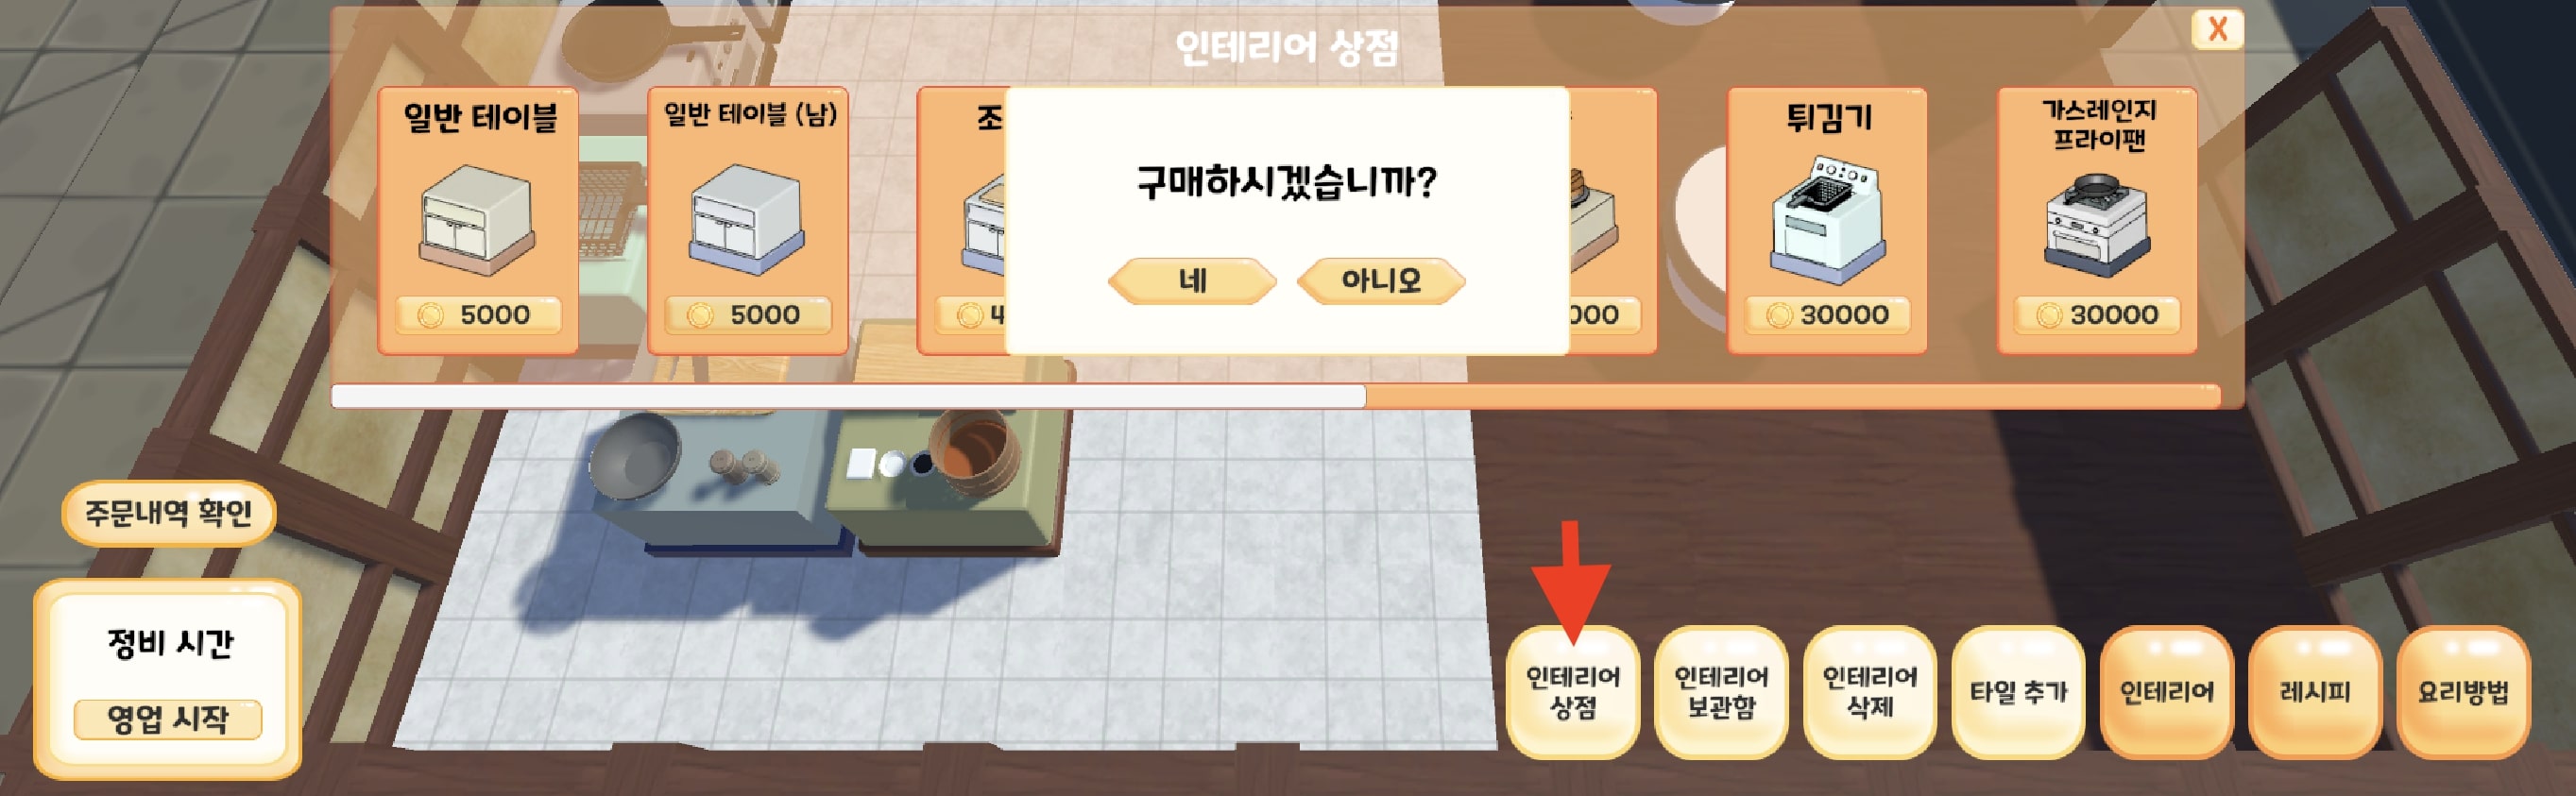 인테리어 상점
X
일반 테이블
5000
일반 테이블 (남)
5000
구매하시겠습니까?
네
아니오
튀김기
30000
가스레인지
프라이팬
30000
주문내역 확인
정비 시간
영업 시작
인테리어
상점
인테리어
보관함
인테리어
삭제
타일 추가
인테리어
레시피
요리방법